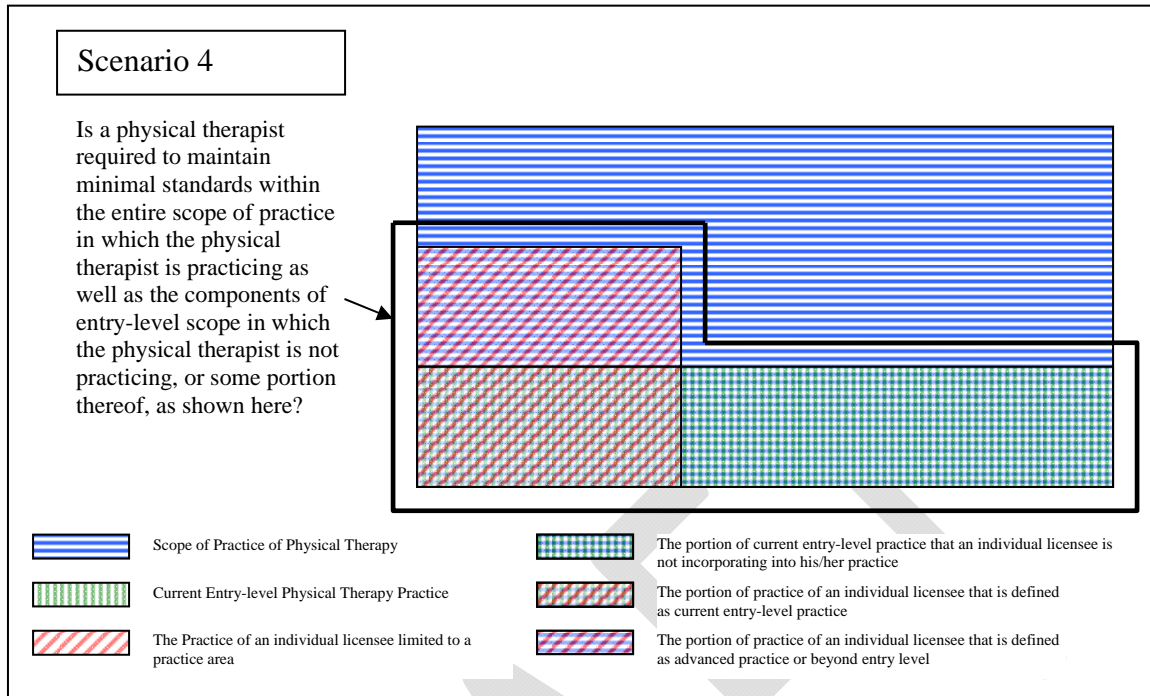 Scenario 4
Is a physical therapist
required to maintain
minimal standards within
the entire scope of practice
in which the physical
therapist is practicing as
well as the components of
entry-level scope in which
the physical therapist is not
practicing, or some portion
thereof, as shown here?
Scope of Practice of Physical Therapy
Current Entry-level Physical Therapy Practice
The Practice of an individual licensee limited to a
practice area
The portion of current entry-level practice that an individual licensee is
not incorporating into his/her practice
The portion of practice of an individual licensee that is defined
as current entry-level practice
The portion of practice of an individual licensee that is defined
as advanced practice or beyond entry level